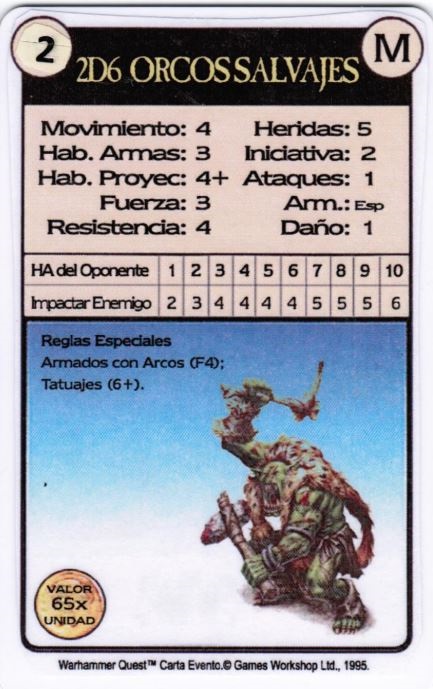 2
M
2D6 ORCOS SALVAJES
Movimiento: 4 Heridas: 5
Hab. Armas: 3 Iniciativa: 2
Hab. Proyec: 4+ Ataques: 1
Fuerza: 3 Arm.: Esp
Resistencia: 4 Daño: 1
HA del Oponente 1 2 3 4 5 6 7 8 9 10
Impactar Enemigo 2 3 4 4 4 4 5 5 5 6
Reglas Especiales
Armados con Arcos (F4);
Tatuajes (6+).
VALOR
65x
UNIDAD
Warhammer Quest™ Carta Evento.© Games Workshop Ltd., 1995.